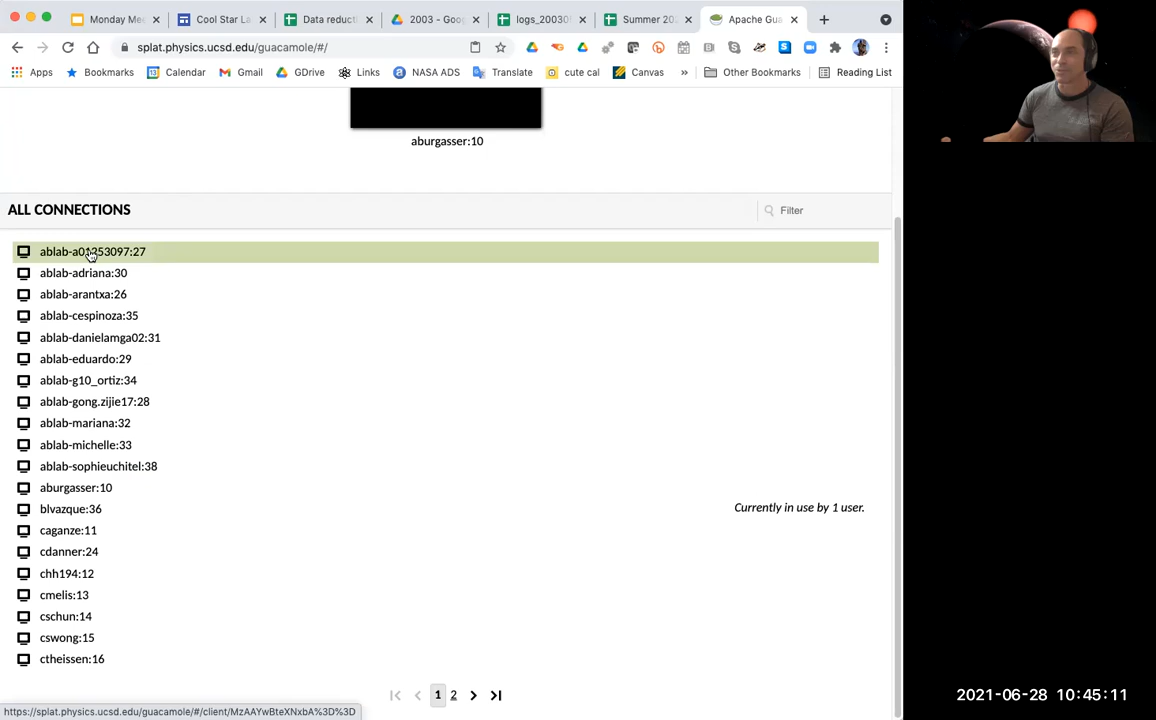 Monday Me
Cool Star La
Data reducti
2003 - Goog
logs_20030
Summer 202
Apache Gua
splat.physics.ucsd.edu/guacamole/#/
Apps
Bookmarks
Calendar
Gmail
GDrive
Links
NASA ADS
Translate
cute cal
Canvas
»
Other Bookmarks
Reading List
aburgasser:10
ALL CONNECTIONS
Filter
ablab-a01353097:27
ablab-adriana:30
ablab-arantxa:26
ablab-cespinoza:35
ablab-danielamga02:31
ablab-eduardo:29
ablab-g10_ortiz:34
ablab-gong.zijie17:28
ablab-mariana:32
ablab-michelle:33
ablab-sophieuchitel:38
aburgasser:10
blvazque:36
Currently in use by 1 user.
caganze:11
cdanner:24
chh194:12
cmelis:13
cschun:14
cswong:15
ctheissen:16
1 2
https://splat.physics.ucsd.edu/guacamole/#/client/MzAAYwBteXNxbA%3D%3D
2021-06-28 10:45:11